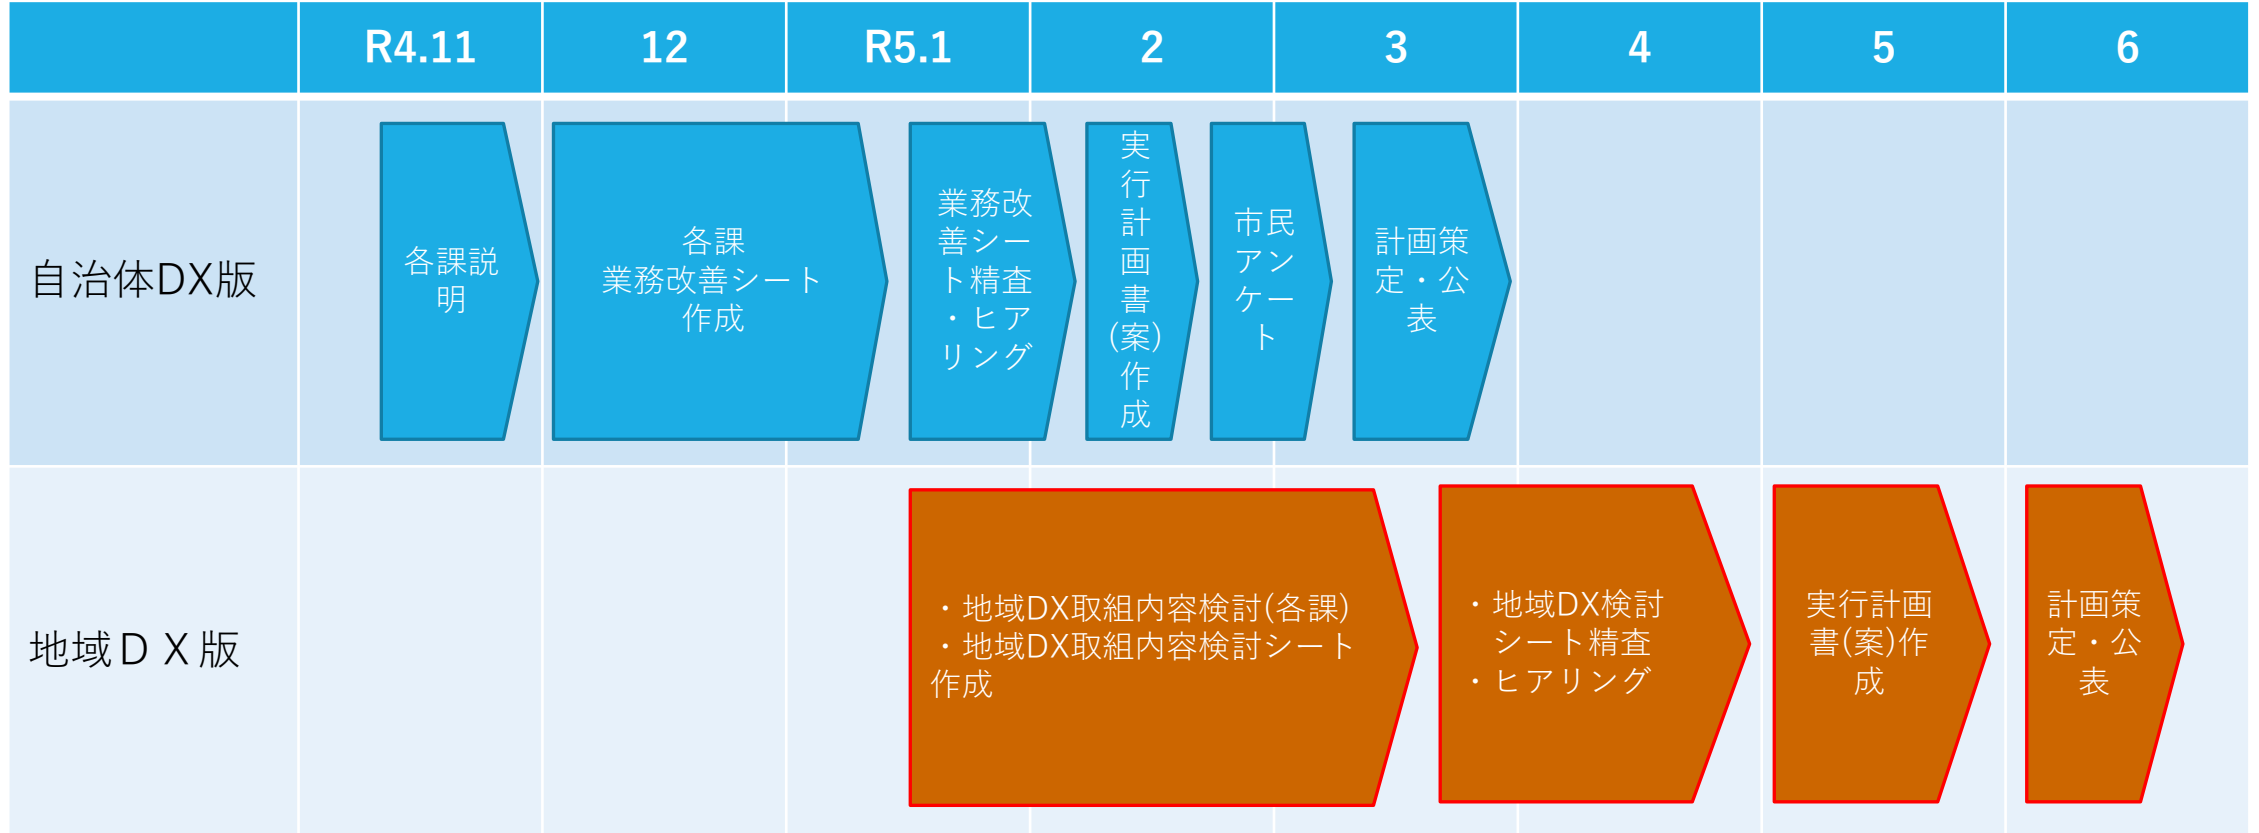 R4.11 12 R5.1 2 3 4 5 6
自治体DX版
各課説
明
各課
業務改善シート
作成
業務改
善シー
ト精査
・ヒア
リング
実
行
計
画
書
(案)
作
成
市民
アン
ケー
ト
計画策
定・公
表
地域ＤＸ版
・地域DX取組内容検討(各課)
・地域DX取組内容検討シート
作成
・地域DX検討
シート精査
・ヒアリング
実行計画
書(案)作
成
計画策
定・公
表